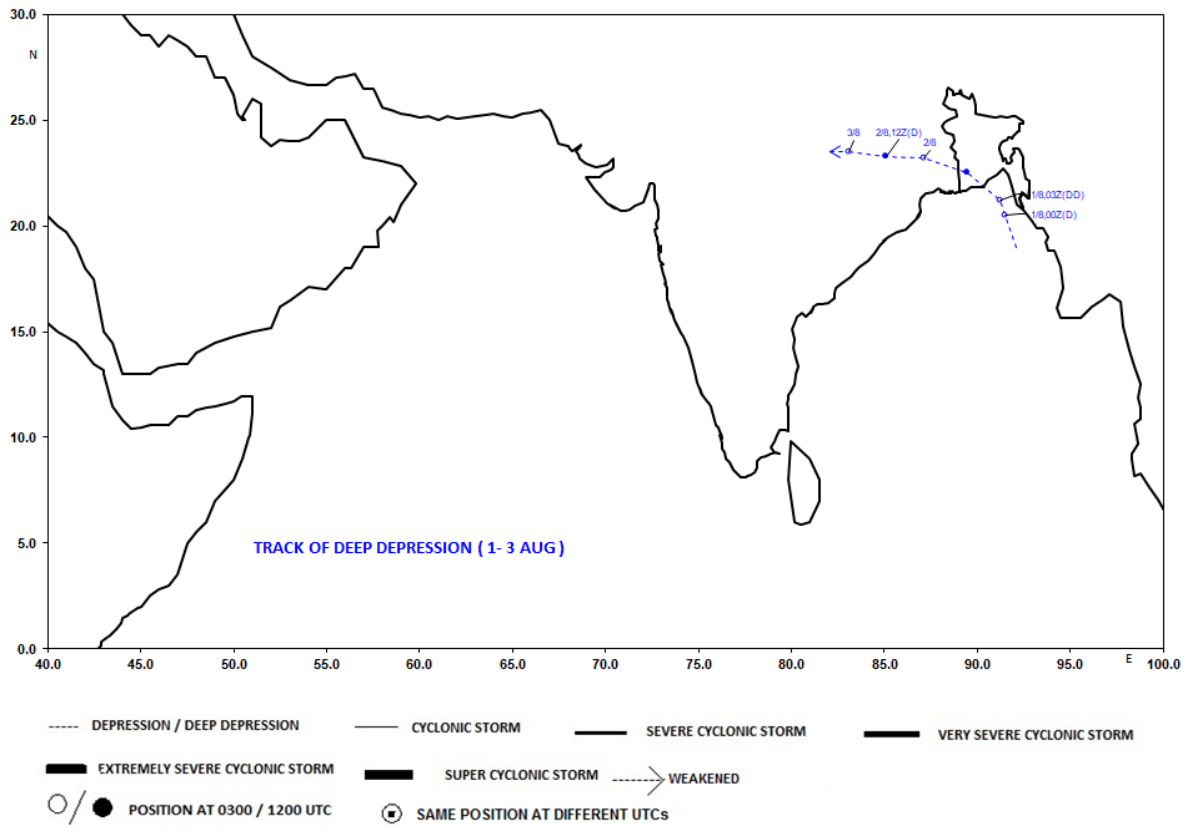 30.0
N
25.0
3/8
2/8,12Z(D)
2/8
20.0
1/8,03Z(DD)
1/8,00Z(D)
15.0
10.0
5.0
TRACK OF DEEP DEPRESSION ( 1- 3 AUG )
0.0
E
40.0 45.0 50.0 55.0 60.0 65.0 70.0 75.0 80.0 85.0 90.0 95.0 100.0
DEPRESSION / DEEP DEPRESSION CYCLONIC STORM SEVERE CYCLONIC STORM VERY SEVERE CYCLONIC STORM
EXTREMELY SEVERE CYCLONIC STORM SUPER CYCLONIC STORM WEAKENED
/ POSITION AT 0300 / 1200 UTC SAME POSITION AT DIFFERENT UTCs